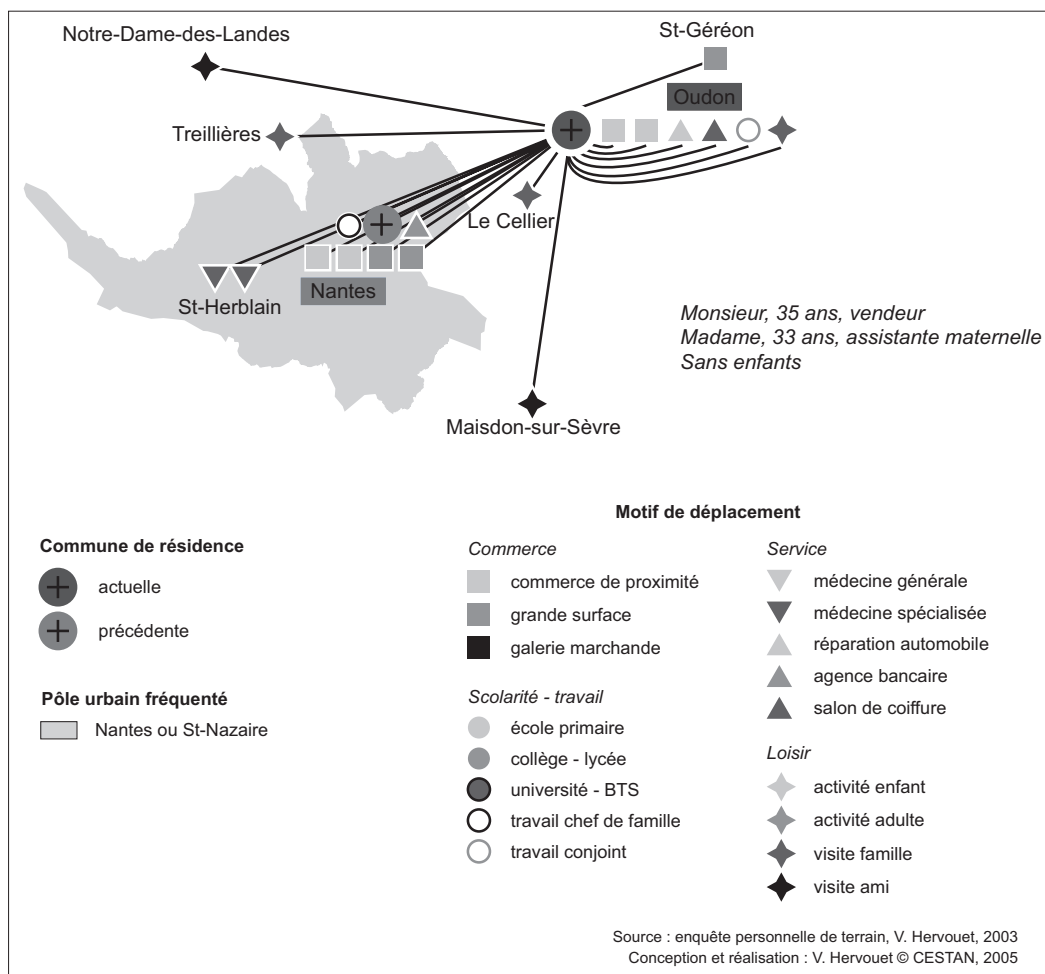 Notre-Dame-des-Landes
St-Géréon
Oudon
Treillières
Le Cellier
St-Herblain
Nantes
Monsieur, 35 ans, vendeur
Madame, 33 ans, assistante maternelle
Sans enfants
Maisdon-sur-Sèvre
Motif de déplacement
Commune de résidence
actuelle
précédente
Pôle urbain fréquenté
Nantes ou St-Nazaire
Commerce
commerce de proximité
grande surface
galerie marchande
Scolarité - travail
école primaire
collège - lycée
université - BTS
travail chef de famille
travail conjoint
Service
médecine générale
médecine spécialisée
réparation automobile
agence bancaire
salon de coiffure
Loisir
activité enfant
activité adulte
visite famille
visite ami
Source : enquête personnelle de terrain, V. Hervouet, 2003
Conception et réalisation : V. Hervouet © CESTAN, 2005